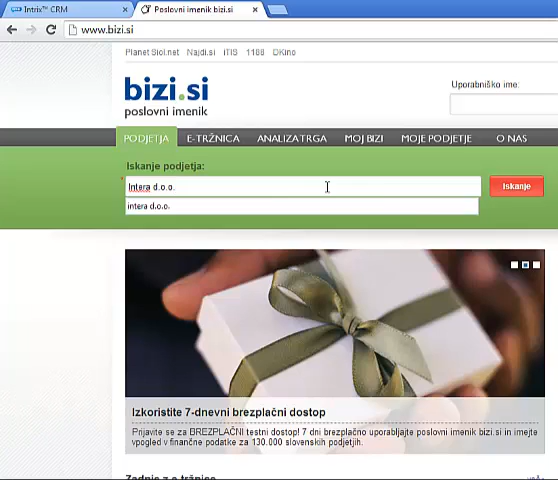 Intrix™ CRM
Poslovni imenik bizi.si
www.bizi.si
Planet Siol.net Najdi.si iTIS 1188 DKino
bizi.si
poslovni imenik
Uporabniško ime:
PODJETJA E-TRŽNICA ANALIZA TRGA MOJ BIZI MOJE PODJETJE O NAS
Iskanje podjetja:
Intera d.o.o.
Iskanje
intera d.o.o.
Izkoristite 7-dnevni brezplačni dostop
Prijavite se za BREZPLAČNI testni dostop! 7 dni brezplačno uporabljajte poslovni imenik bizi.si in imejte
vpogled v finančne podatke za 130.000 slovenskih podjetjih.